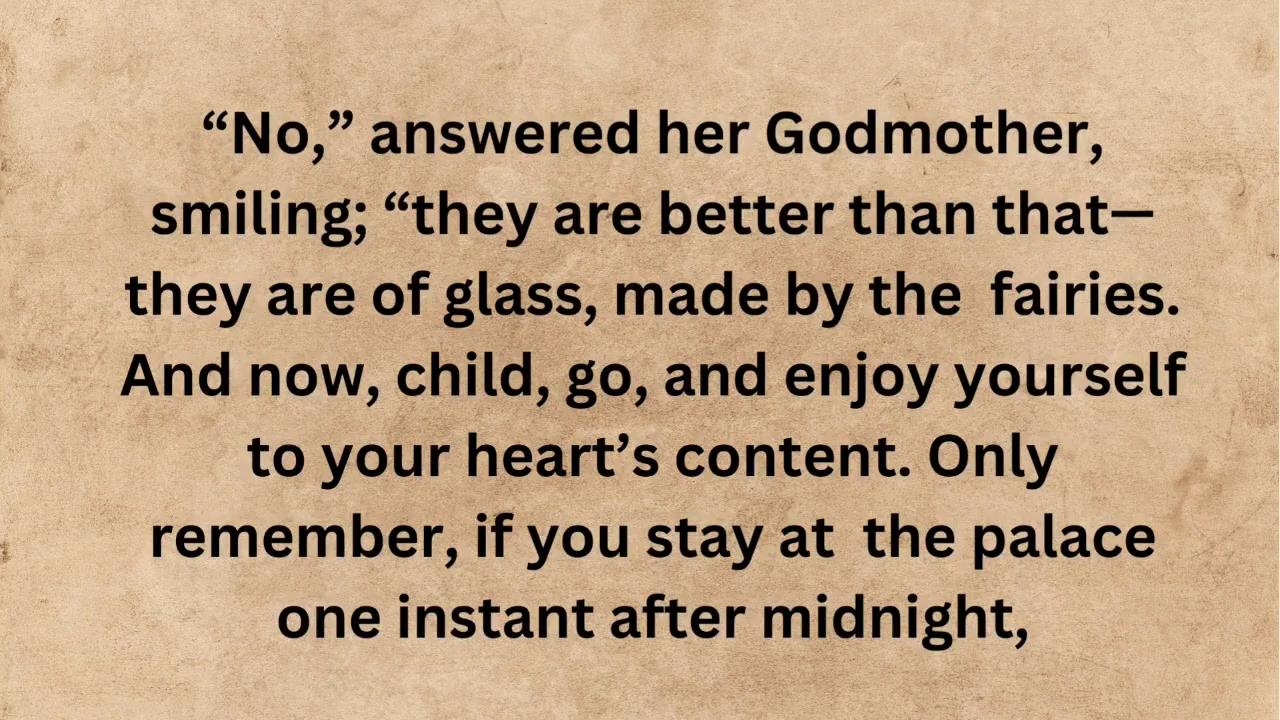 “No,” answered her Godmother,
smiling; “they are better than that—
they are of glass, made by the  fairies.
And now, child, go, and enjoy yourself
to your heart’s content. Only
remember, if you stay at  the palace
one instant after midnight,